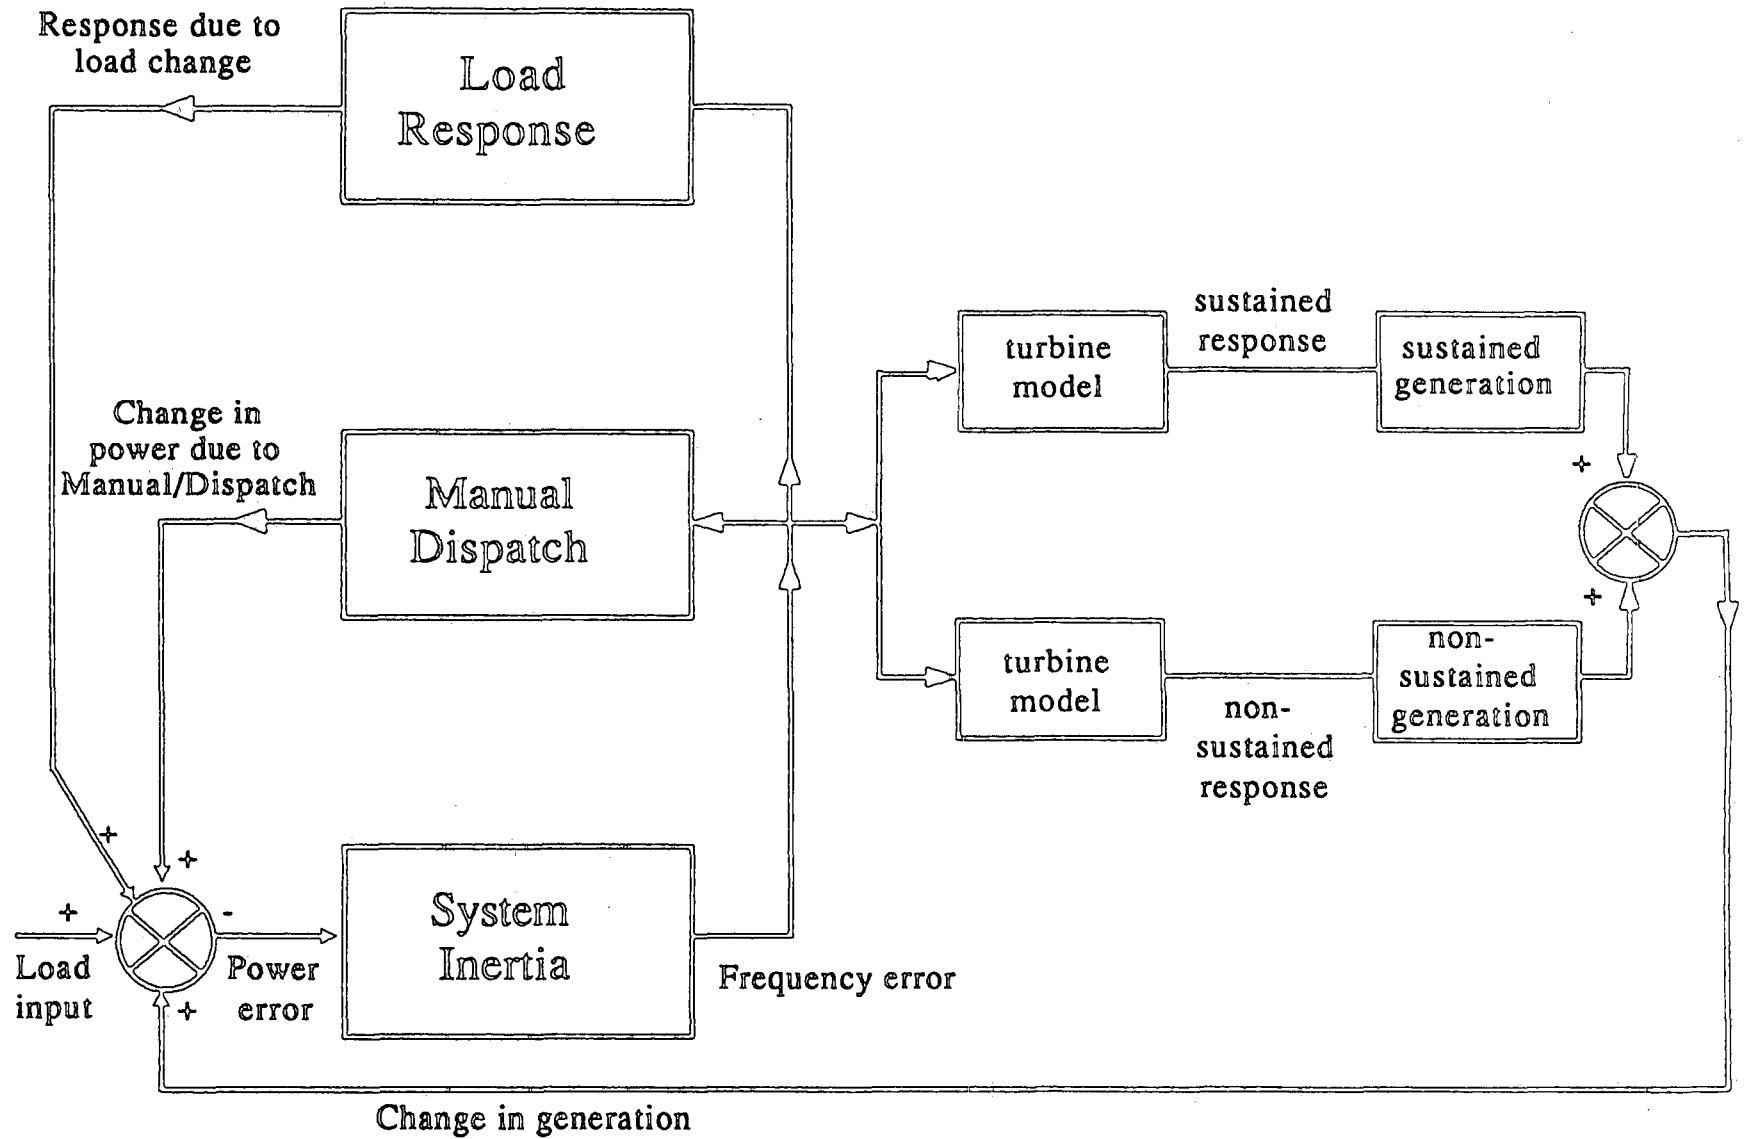 Response due to
load change
Load
Response
Change in
power due to
Manual/Dispatch
Manual
Dispatch
turbine
model
sustained
response
sustained
generation
+
+
turbine
model
non-
sustained
response
non-
sustained
generation
+
+
+
+
-
Load
input
Power
error
System
Inertia
Frequency error
Change in generation